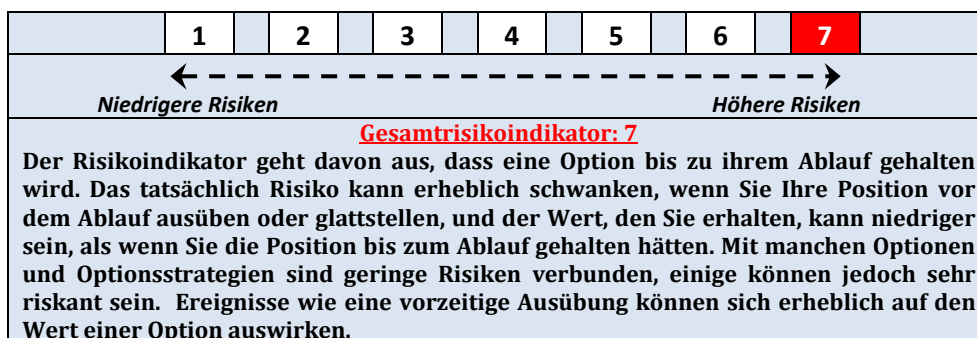 1 2 3 4 5 6 7
Niedrigere Risiken Höhere Risiken
Gesamtrisikoindikator: 7
Der Risikoindikator geht davon aus, dass eine Option bis zu ihrem Ablauf gehalten
wird. Das tatsächlich Risiko kann erheblich schwanken, wenn Sie Ihre Position vor
dem Ablauf ausüben oder glattstellen, und der Wert, den Sie erhalten, kann niedriger
sein, als wenn Sie die Position bis zum Ablauf gehalten hätten. Mit manchen Optionen
und Optionsstrategien sind geringe Risiken verbunden, einige können jedoch sehr
riskant sein. Ereignisse wie eine vorzeitige Ausübung können sich erheblich auf den
Wert einer Option auswirken.